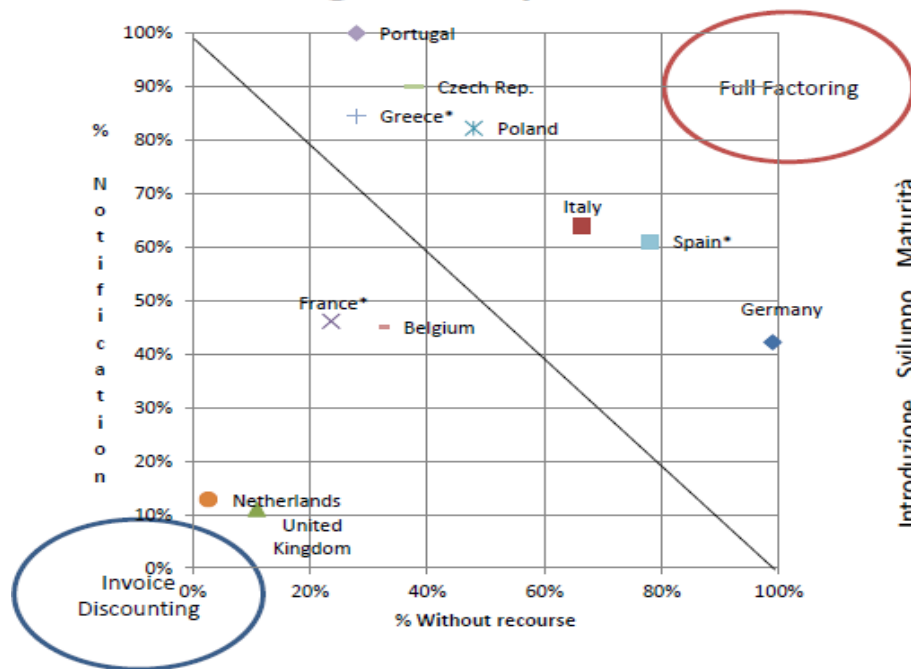 100%
90%
80%
70%
60%
50%
40%
30%
20%
10%
0%
% Notification
Portugal
Czech Rep.
Greece*
Poland
Full Factoring
Italy
Spain*
France*
Belgium
Germany
Netherlands
United
Kingdom
Invoice
Discounting
0%
20%
40%
60%
80%
100%
% Without recourse
Introduzione Sviluppo Maturità